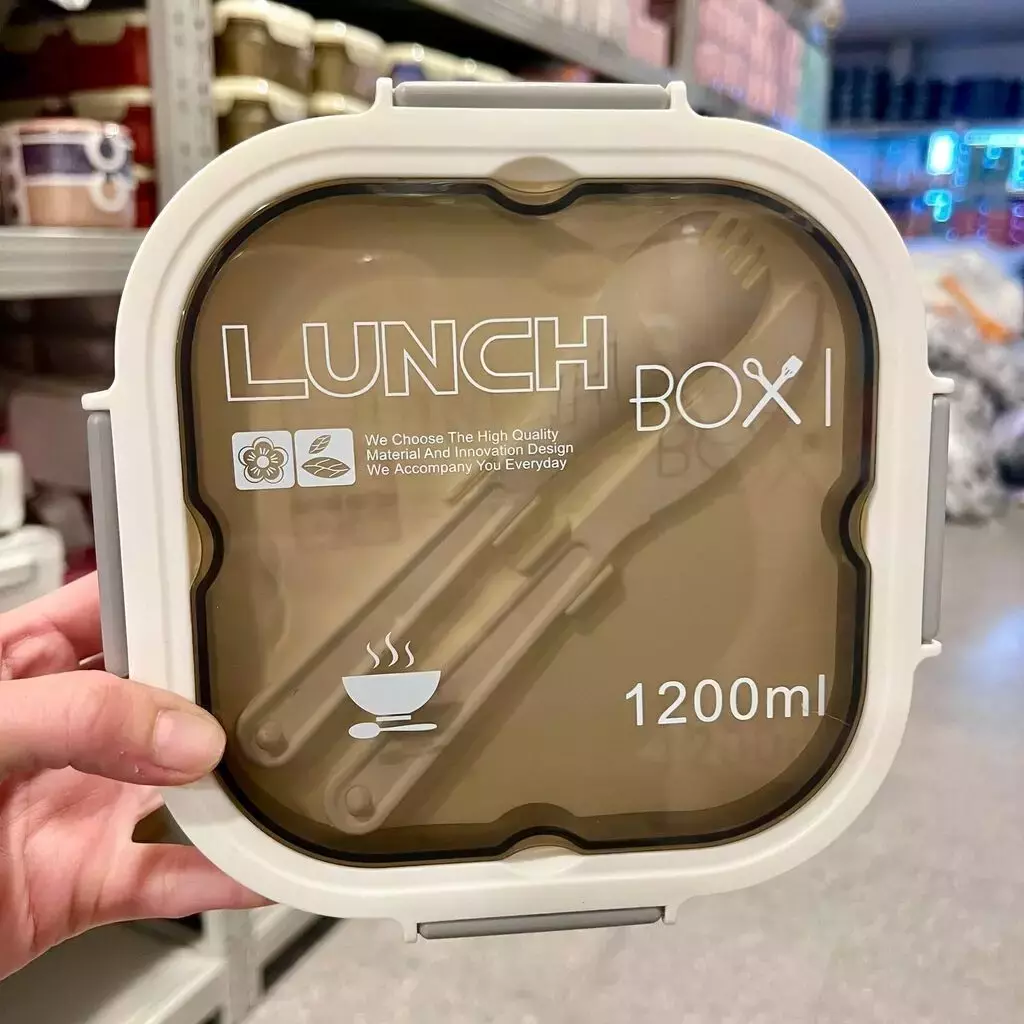 LUNCH
BOX
We Choose The High Quality
Material And Innovation Design
We Accompany You Everyday
1200ml